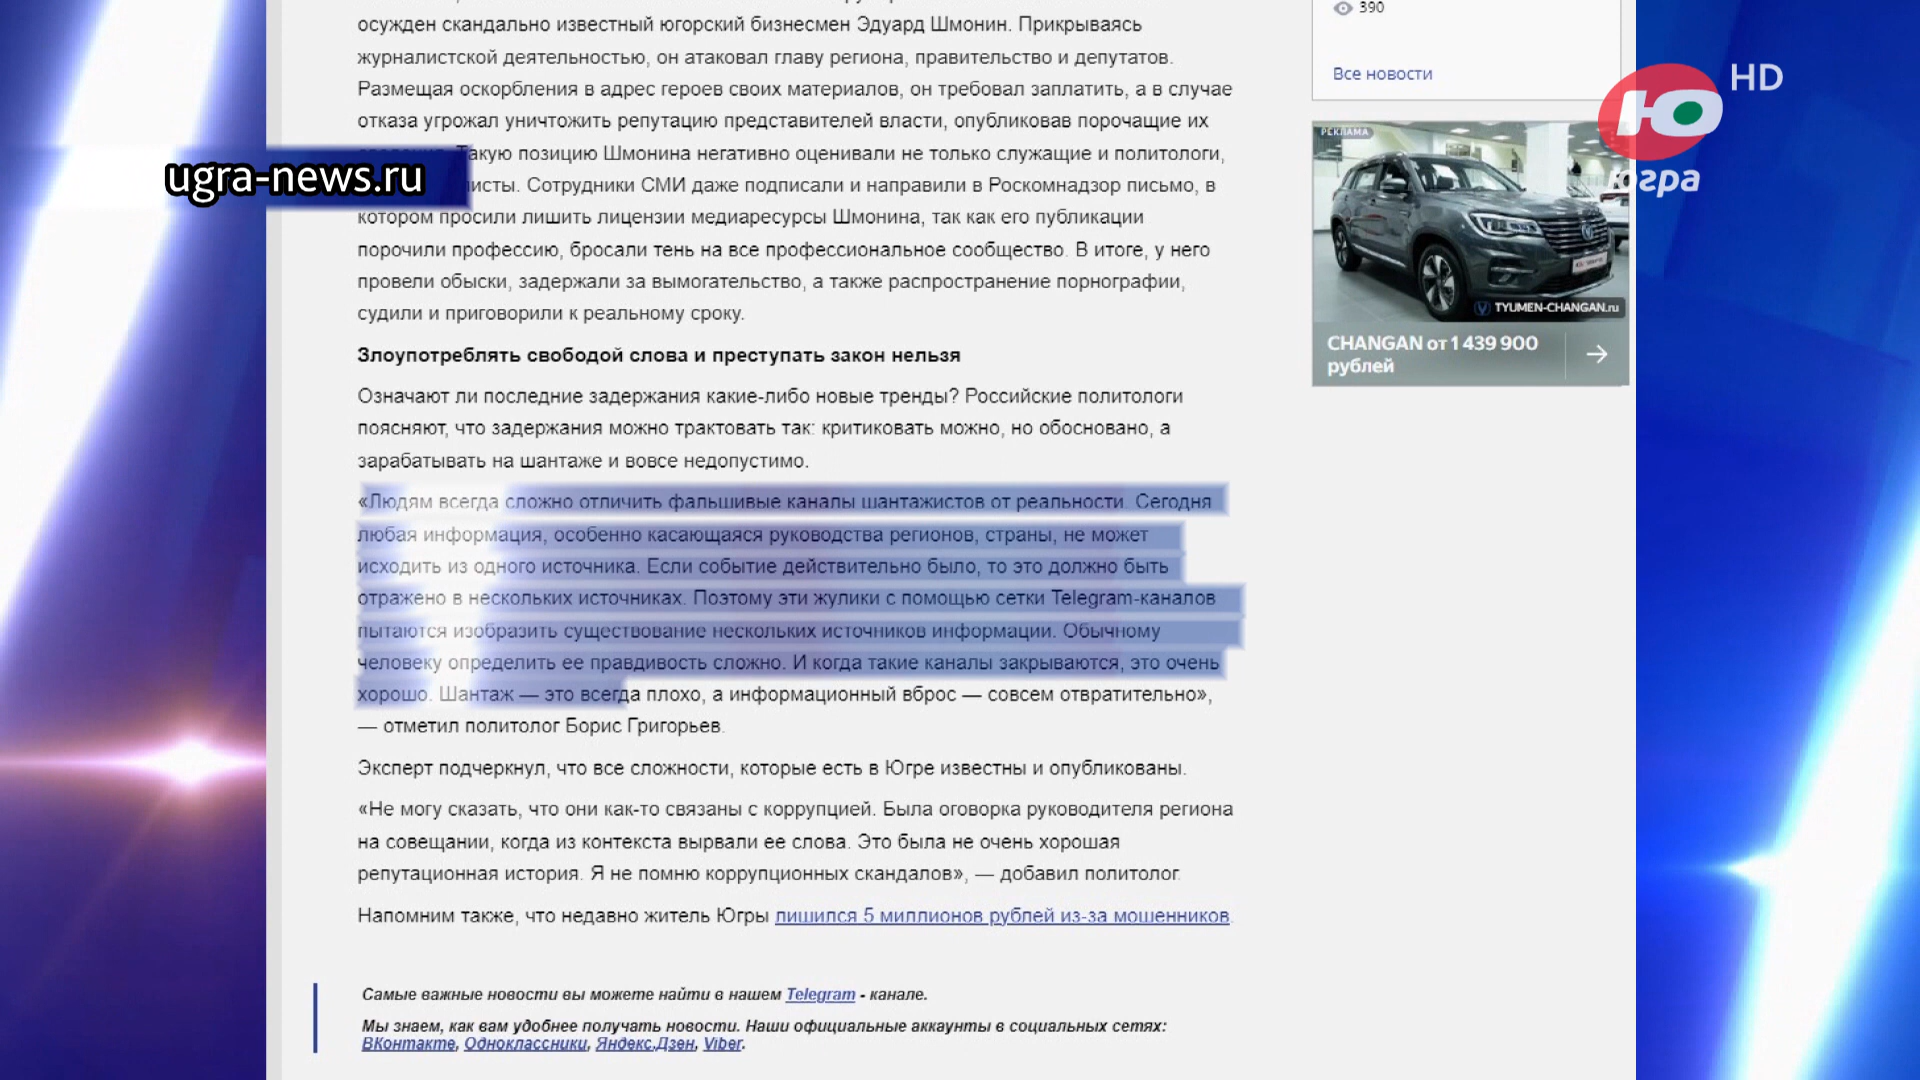 осужден скандально известный югорский бизнесмен Эдуард Шмонин. Прикрываясь
журналистской деятельностью, он атаковал главу региона, правительство и депутатов.
Размещая оскорбления в адрес героев своих материалов, он требовал заплатить, а в случае
отказа угрожал уничтожить репутацию представителей власти, опубликовав порочащие их
Такую позицию Шмонина негативно оценивали не только служащие и политологи,
ugra-news.ru
листы. Сотрудники СМИ даже подписали и направили в Роскомнадзор письмо, в
котором просили лишить лицензии медиаресурсы Шмонина, так как его публикации
порочили профессию, бросали тень на все профессиональное сообщество. В итоге, у него
провели обыски, задержали за вымогательство, а также распространение порнографии,
судили и приговорили к реальному сроку.
Злоупотреблять свободой слова и преступать закон нельзя
Означают ли последние задержания какие-либо новые тренды? Российские политологи
поясняют, что задержания можно трактовать так: критиковать можно, но обосновано, а
зарабатывать на шантаже и вовсе недопустимо.
«Людям всегда сложно отличить фальшивые каналы шантажистов от реальности. Сегодня
любая информация, особенно касающаяся руководства регионов, страны, не может
исходить из одного источника. Если событие действительно было, то это должно быть
отражено в нескольких источниках. Поэтому эти жулики с помощью сетки Telegram-каналов
пытаются изобразить существование нескольких источников информации. Обычному
человеку определить ее правдивость сложно. И когда такие каналы закрываются, это очень
хорошо. Шантаж — это всегда плохо, а информационный вброс — совсем отвратительно»,
— отметил политолог Борис Григорьев.
Эксперт подчеркнул, что все сложности, которые есть в Югре известны и опубликованы.
«Не могу сказать, что они как-то связаны с коррупцией. Была оговорка руководителя региона
на совещании, когда из контекста вырвали ее слова. Это была не очень хорошая
репутационная история. Я не помню коррупционных скандалов», — добавил политолог.
Напомним также, что недавно житель Югры лишился 5 миллионов рублей из-за мошенников.
Самые важные новости вы можете найти в нашем Telegram - канале.
Мы знаем, как вам удобнее получать новости. Наши официальные аккаунты в социальных сетях:
ВКонтакте, Одноклассники, Яндекс.Дзен, Viber.
390
Все новости
Ю HD
Югра
РЕКЛАМА
TYUMEN-CHANGAN.ru
CHANGAN от 1 439 900
рублей